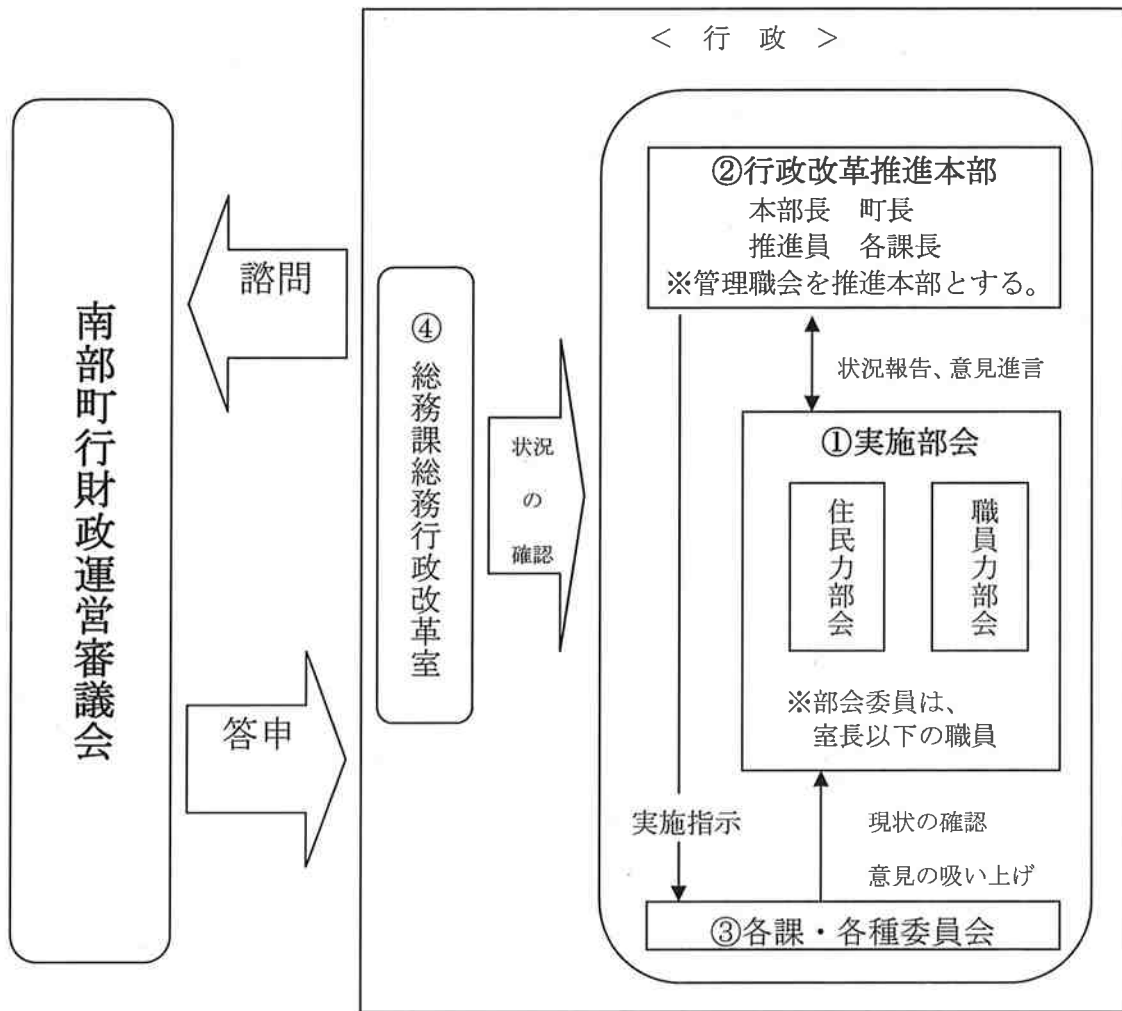 ＜　行　政　＞
南部町行財政運営審議会
諮問
答申
④　総務課総務行政改革室
状況
の
確認
②行政改革推進本部
本部長　町長
推進員　各課長
※管理職会を推進本部とする。
状況報告、意見進言
①実施部会
住民力部会
職員力部会
※部会委員は、
室長以下の職員
実施指示
現状の確認
意見の吸い上げ
③各課・各種委員会